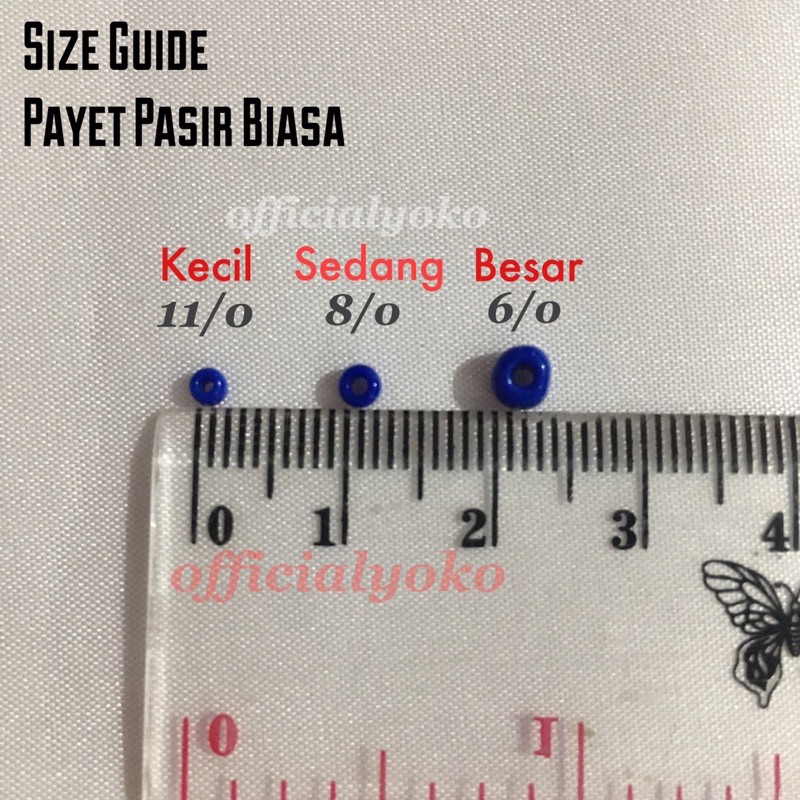 Size Guide
Payet Pasir Biasa
officialyoko
Kecil Sedang Besar
11/0 8/0 6/0
0 1 2 3 4
officialyoko
0 1